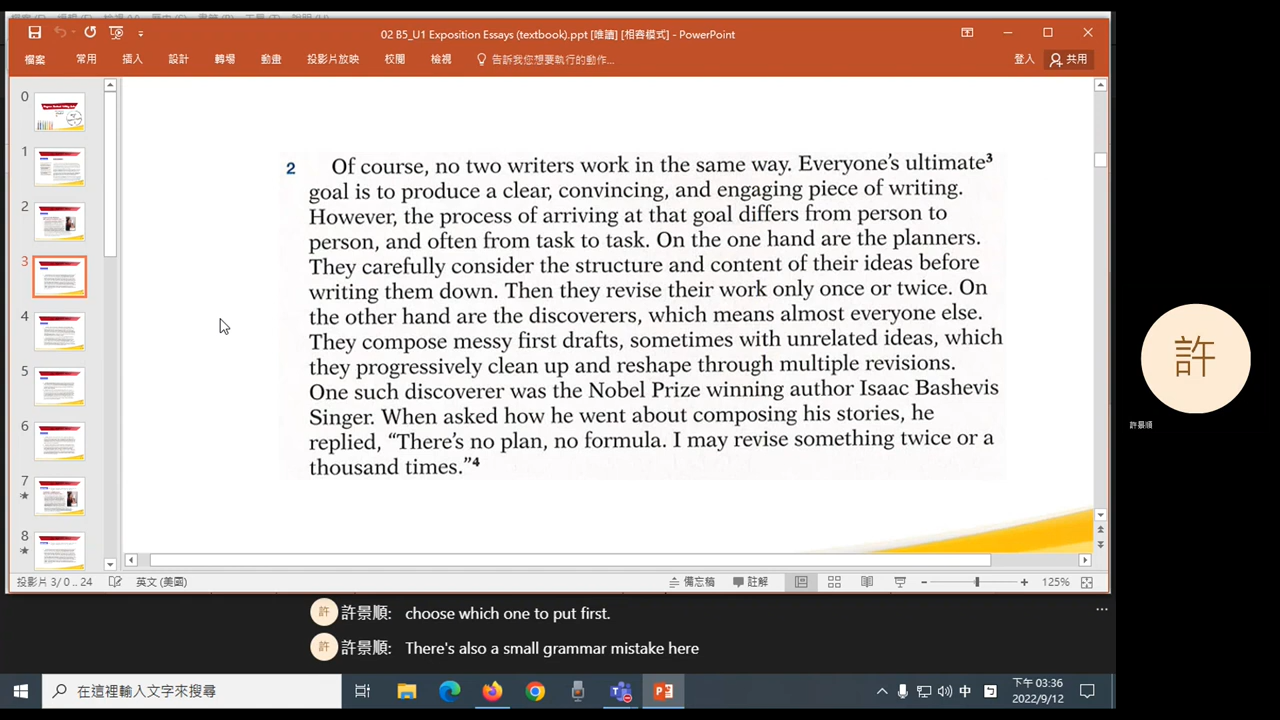 02 B5_U1 Exposition Essays (textbook).ppt [唯讀] [相容模式] - PowerPoint
檔案 常用 插入 設計 轉場 動畫 投影片放映 校閱 檢視 告訴我您想要執行的動作... 登入 共用
0
1
2
3
4
5
6
7
8
2 Of course, no two writers work in the same way. Everyone's ultimate³
goal is to produce a clear, convincing, and engaging piece of writing.
However, the process of arriving at that goal differs from person to
person, and often from task to task. On the one hand are the planners.
They carefully consider the structure and content of their ideas before
writing them down. Then they revise their work only once or twice. On
the other hand are the discoverers, which means almost everyone else.
They compose messy first drafts, sometimes with unrelated ideas, which
they progressively clean up and reshape through multiple revisions.
One such discoverer was the Nobel Prize winning author Isaac Bashevis
Singer. When asked how he went about composing his stories, he
replied, “There's no plan, no formula. I may revise something twice or a
thousand times.”⁴
許
許景順
投影片 3/ 0 .. 24 英文 (美國) 備忘稿 註解 125%
許 許景順: choose which one to put first.
許 許景順: There's also a small grammar mistake here
在這裡輸入文字來搜尋
中
下午 03:36
2022/9/12